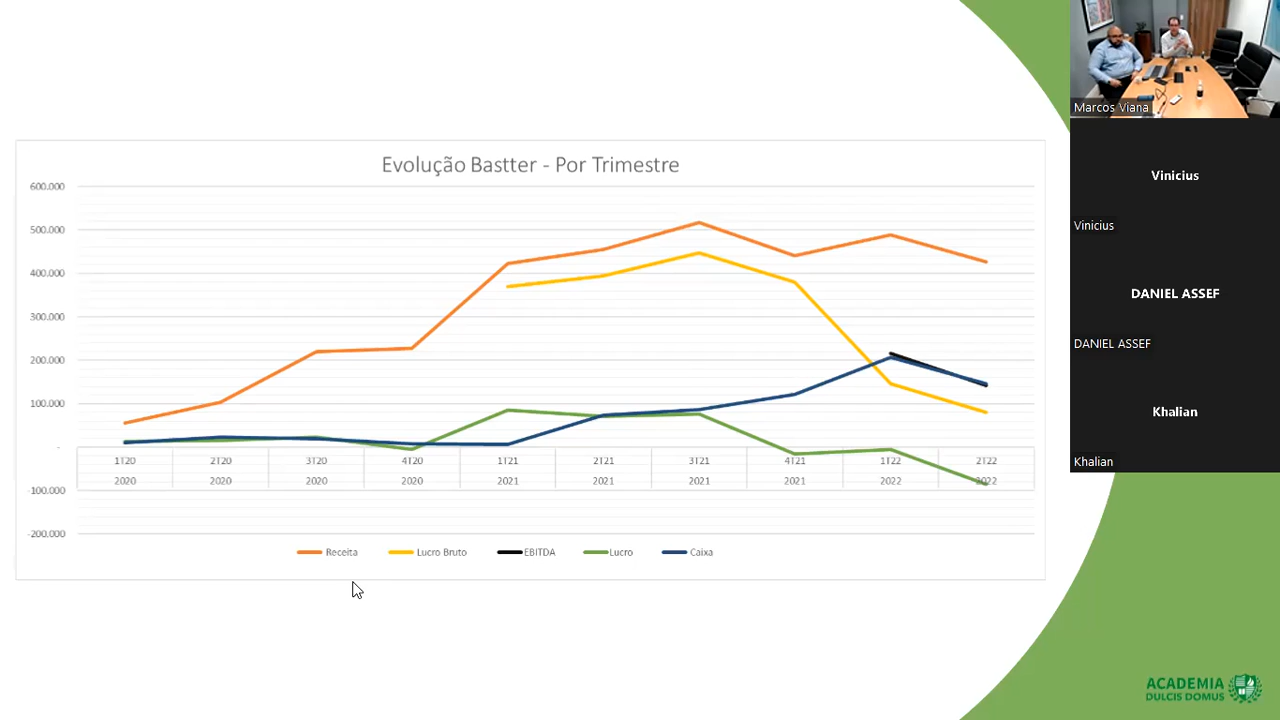 Evolução Bastter - Por Trimestre
600.000
500.000
400.000
300.000
200.000
100.000
-
-100.000
-200.000
1T20 2T20 3T20 4T20 1T21 2T21 3T21 4T21 1T22 2T22
2020 2020 2020 2020 2021 2021 2021 2021 2022 2022
Receita Lucro Bruto EBITDA Lucro Caixa
Marcos Viana
Vinicius
Vinicius
DANIEL ASSEF
DANIEL ASSEF
Khalian
Khalian
ACADEMIA
DULCIS DOMUS